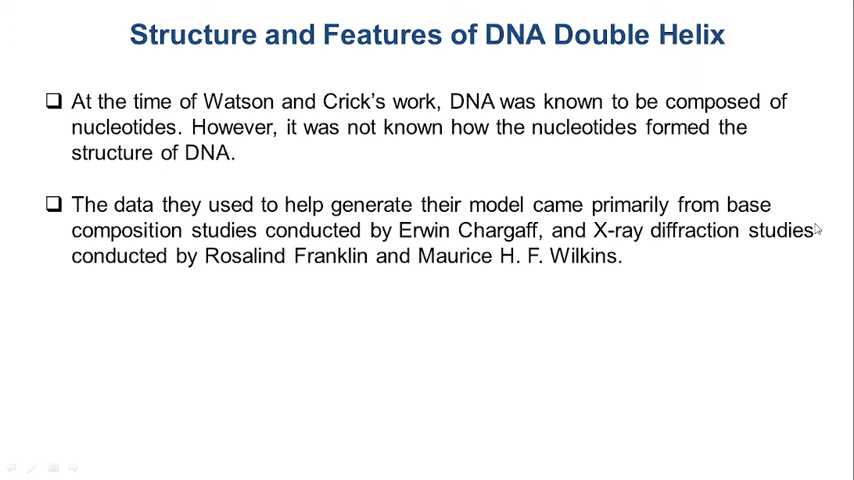 Structure and Features of DNA Double Helix
❑ At the time of Watson and Crick's work, DNA was known to be composed of
nucleotides. However, it was not known how the nucleotides formed the
structure of DNA.
❑ The data they used to help generate their model came primarily from base
composition studies conducted by Erwin Chargaff, and X-ray diffraction studies
conducted by Rosalind Franklin and Maurice H. F. Wilkins.